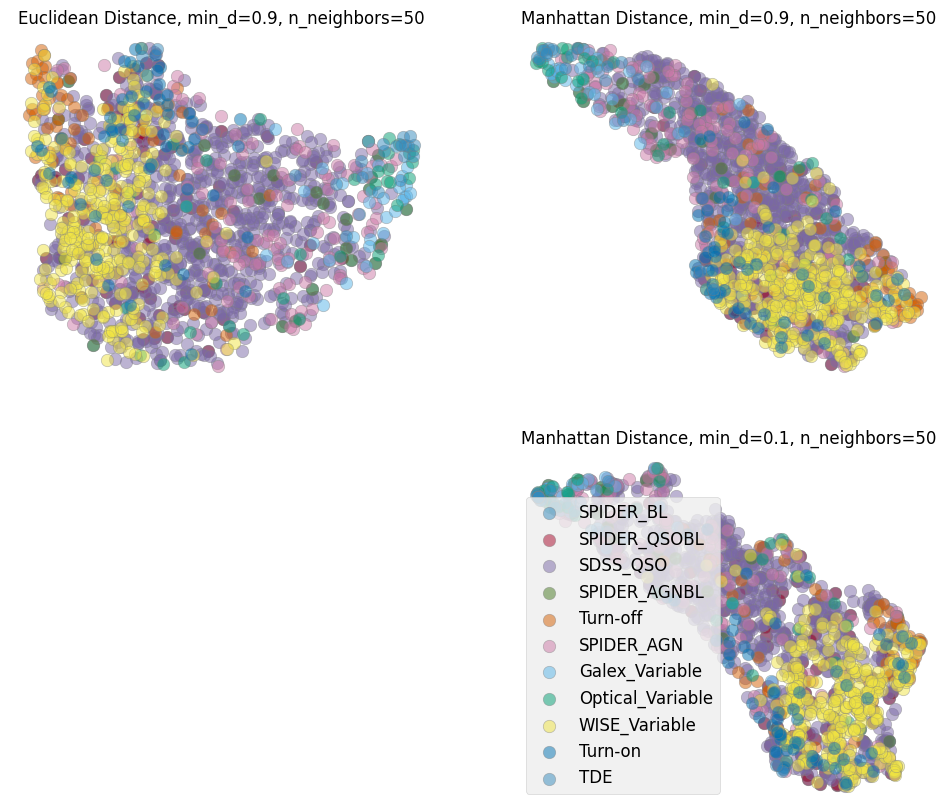 Euclidean Distance, min_d=0.9, n_neighbors=50
Manhattan Distance, min_d=0.9, n_neighbors=50
Manhattan Distance, min_d=0.1, n_neighbors=50
SPIDER_BL
SPIDER_QSOBL
SDSS_QSO
SPIDER_AGNBL
Turn-off
SPIDER_AGN
Galex_Variable
Optical_Variable
WISE_Variable
Turn-on
TDE